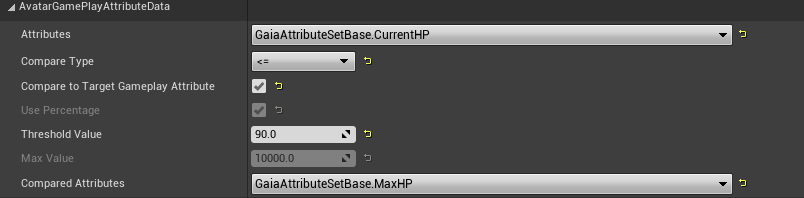 AvatarGamePlayAttributeData
Attributes GaiaAttributeSetBase.CurrentHP
Compare Type <=
Compare to Target Gameplay Attribute
Use Percentage
Threshold Value 90.0
Max Value 10000.0
Compared Attributes GaiaAttributeSetBase.MaxHP